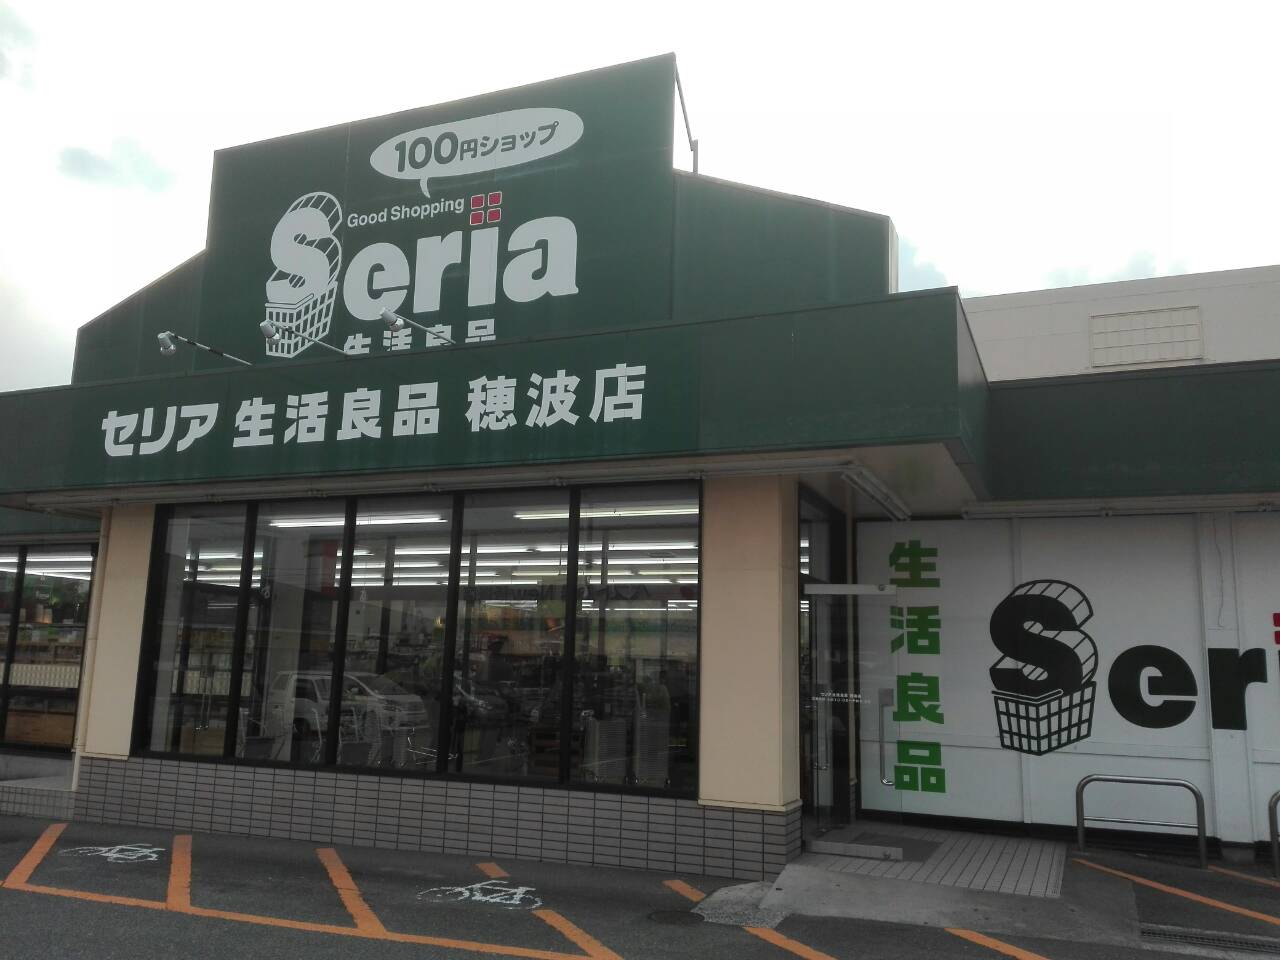 100円ショップ
Good Shopping
Seria
生活良品
セリア 生活良品 穂波店
生活良品
Seri